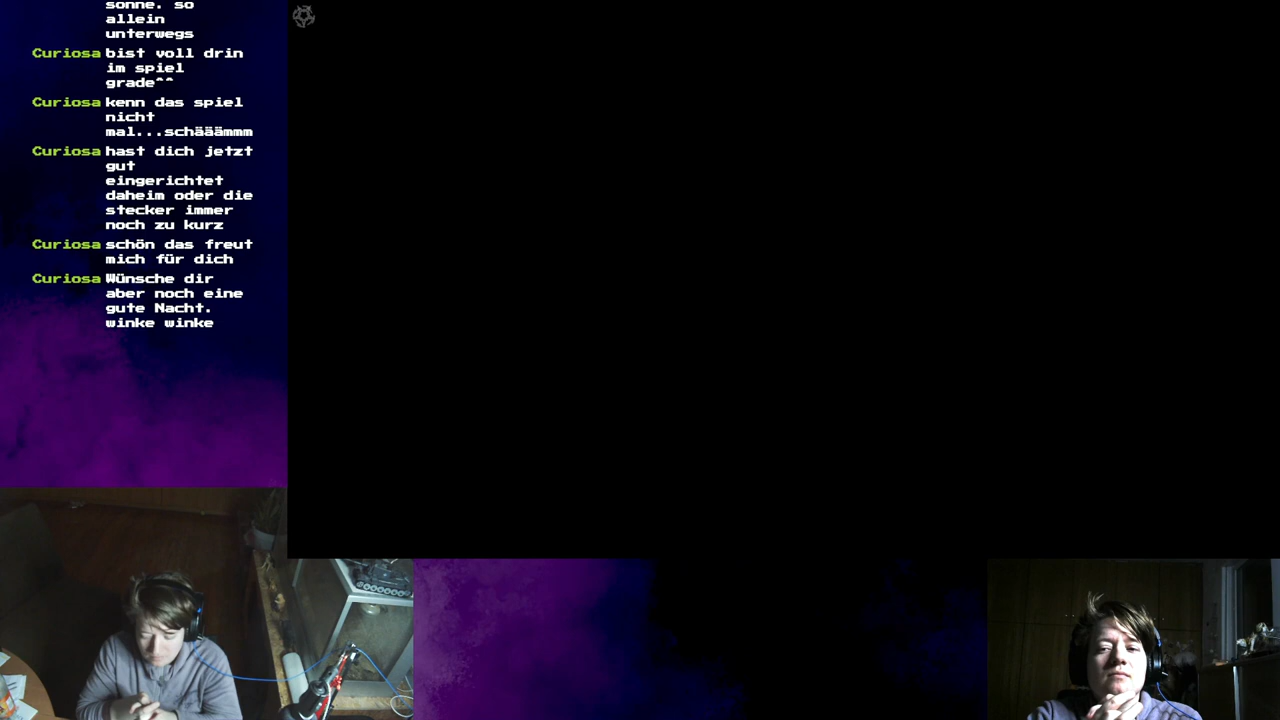 sonne. so
allein
unterwegs
Curiosa bist voll drin
im spiel
grade^^
Curiosa kenn das spiel
nicht
mal...schääämmm
Curiosa hast dich jetzt
gut
eingerichtet
daheim oder die
stecker immer
noch zu kurz
Curiosa schön das freut
mich für dich
Curiosa Wünsche dir
aber noch eine
gute Nacht.
winke winke